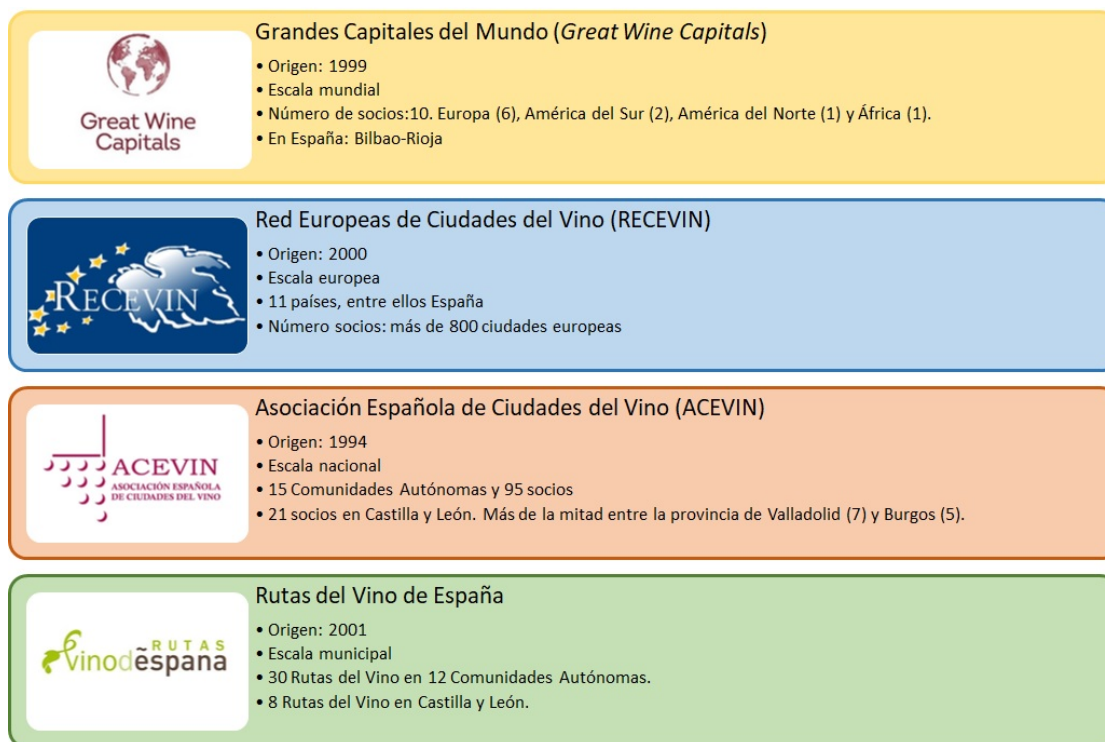 Great Wine
Capitals
Grandes Capitales del Mundo (Great Wine Capitals)
• Origen: 1999
• Escala mundial
• Número de socios:10. Europa (6), América del Sur (2), América del Norte (1) y África (1).
• En España: Bilbao-Rioja
RECEVIN
Red Europeas de Ciudades del Vino (RECEVIN)
• Origen: 2000
• Escala europea
• 11 países, entre ellos España
• Número socios: más de 800 ciudades europeas
ACEVIN
ASOCIACIÓN ESPAÑOLA
DE CIUDADES DEL VINO
Asociación Española de Ciudades del Vino (ACEVIN)
• Origen: 1994
• Escala nacional
• 15 Comunidades Autónomas y 95 socios
• 21 socios en Castilla y León. Más de la mitad entre la provincia de Valladolid (7) y Burgos (5).
RUTAS
vinodespana
Rutas del Vino de España
• Origen: 2001
• Escala municipal
• 30 Rutas del Vino en 12 Comunidades Autónomas.
• 8 Rutas del Vino en Castilla y León.